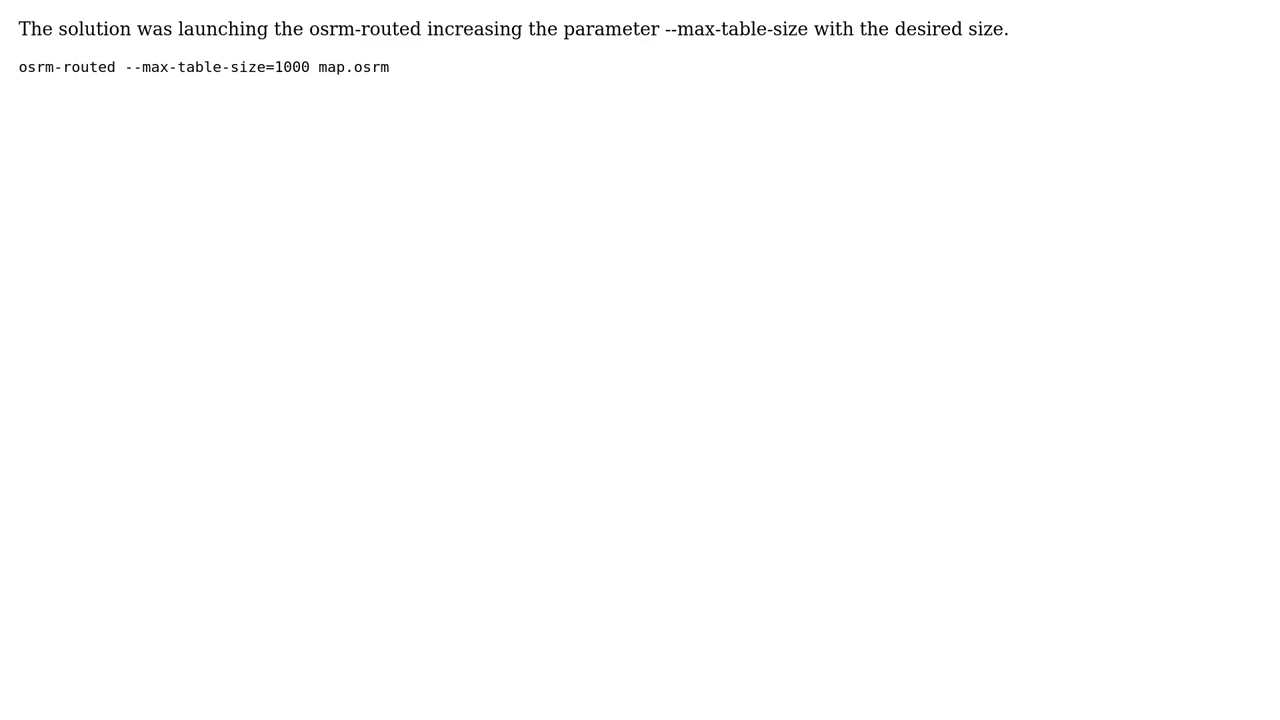 The solution was launching the osrm-routed increasing the parameter --max-table-size with the desired size.
osrm-routed --max-table-size=1000 map.osrm